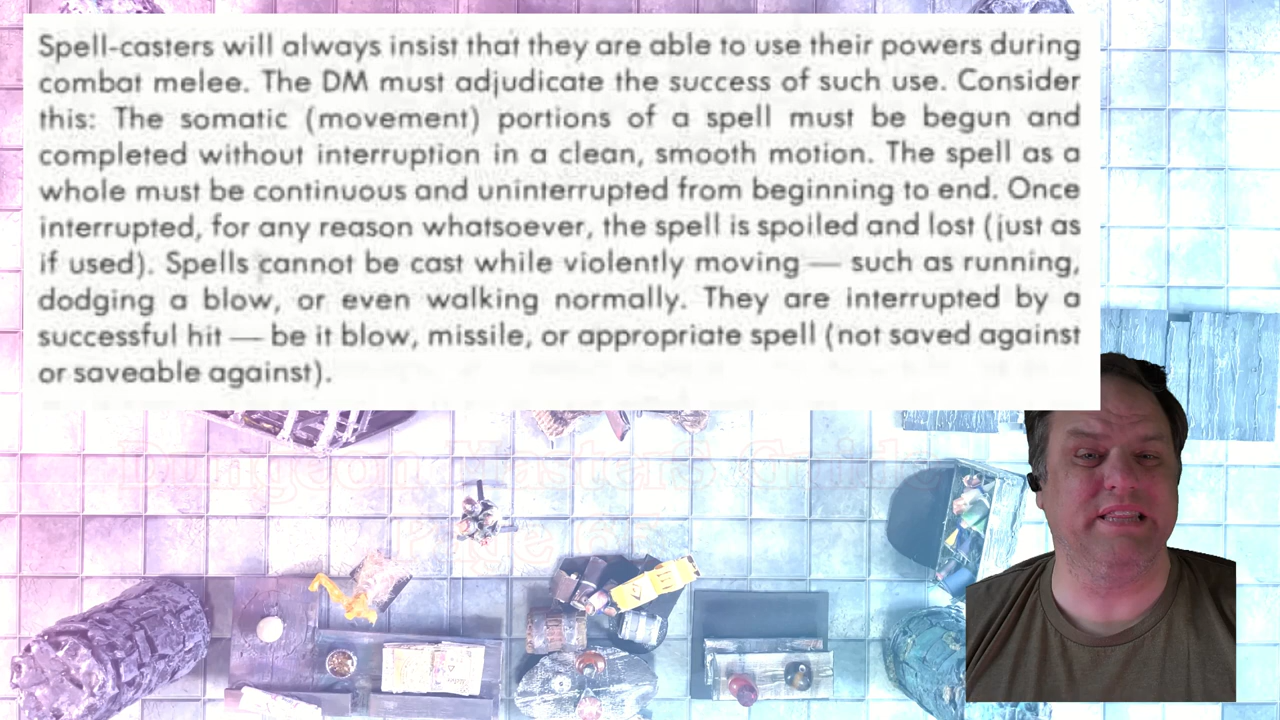 Spell-casters will always insist that they are able to use their powers during
combat melee. The DM must adjudicate the success of such use. Consider
this: The somatic (movement) portions of a spell must be begun and
completed without interruption in a clean, smooth motion. The spell as a
whole must be continuous and uninterrupted from beginning to end. Once
interrupted, for any reason whatsoever, the spell is spoiled and lost (just as
if used). Spells cannot be cast while violently moving — such as running,
dodging a blow, or even walking normally. They are interrupted by a
successful hit — be it blow, missile, or appropriate spell (not saved against
or saveable against).
Dungeon Masters Guide
Page 65